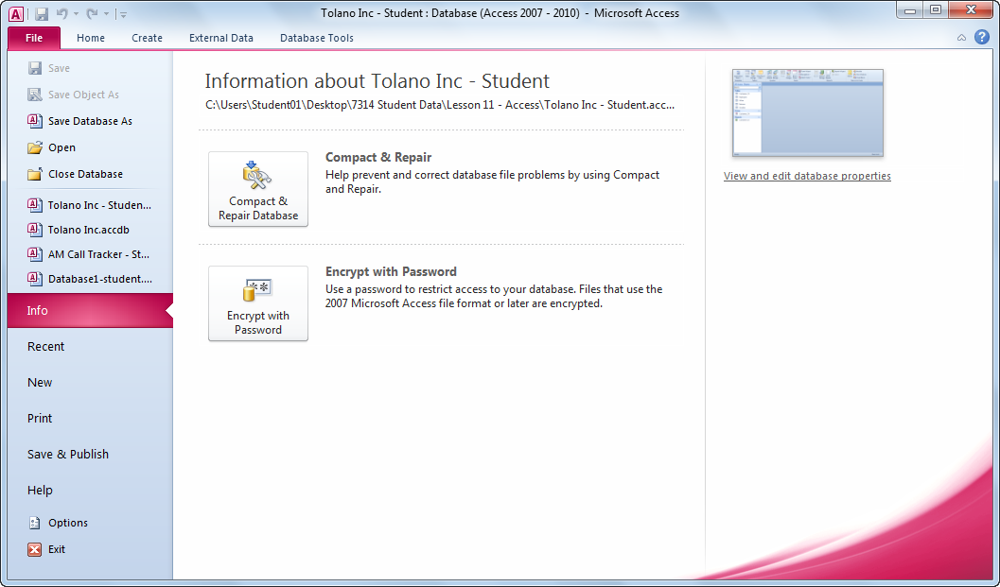 Tolano Inc - Student : Database (Access 2007 - 2010) - Microsoft Access
File Home Create External Data Database Tools
Save
Save Object As
Save Database As
Open
Close Database
Tolano Inc - Studen...
Tolano Inc.accdb
AM Call Tracker - St...
Database1-student....
Info
Recent
New
Print
Save & Publish
Help
Options
Exit
Information about Tolano Inc - Student
C:\Users\Student01\Desktop\7314 Student Data\Lesson 11 - Access\Tolano Inc - Student.acc...
Compact &
Repair Database
Compact & Repair
Help prevent and correct database file problems by using Compact
and Repair.
Encrypt with
Password
Encrypt with Password
Use a password to restrict access to your database. Files that use the
2007 Microsoft Access file format or later are encrypted.
View and edit database properties